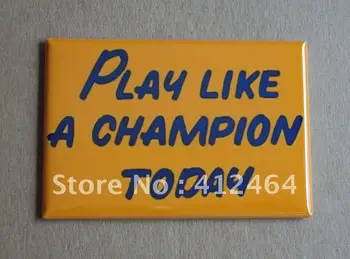 PLAY LIKE
A CHAMPION
TODAY
Store No: 412464